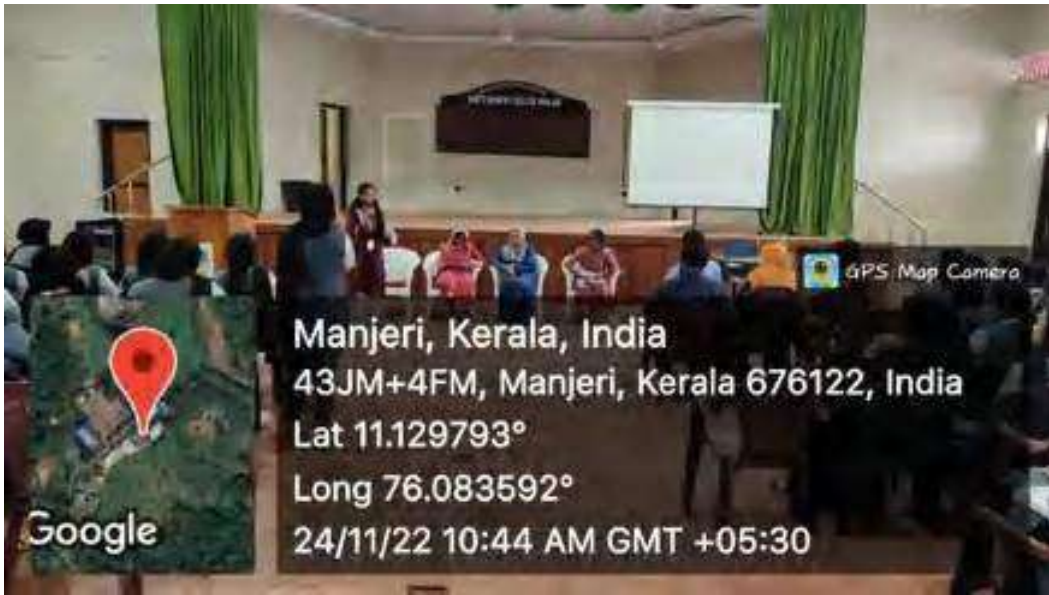 GPS Map Camera
Manjeri, Kerala, India
43JM+4FM, Manjeri, Kerala 676122, India
Lat 11.129793°
Long 76.083592°
Google
24/11/22 10:44 AM GMT +05:30